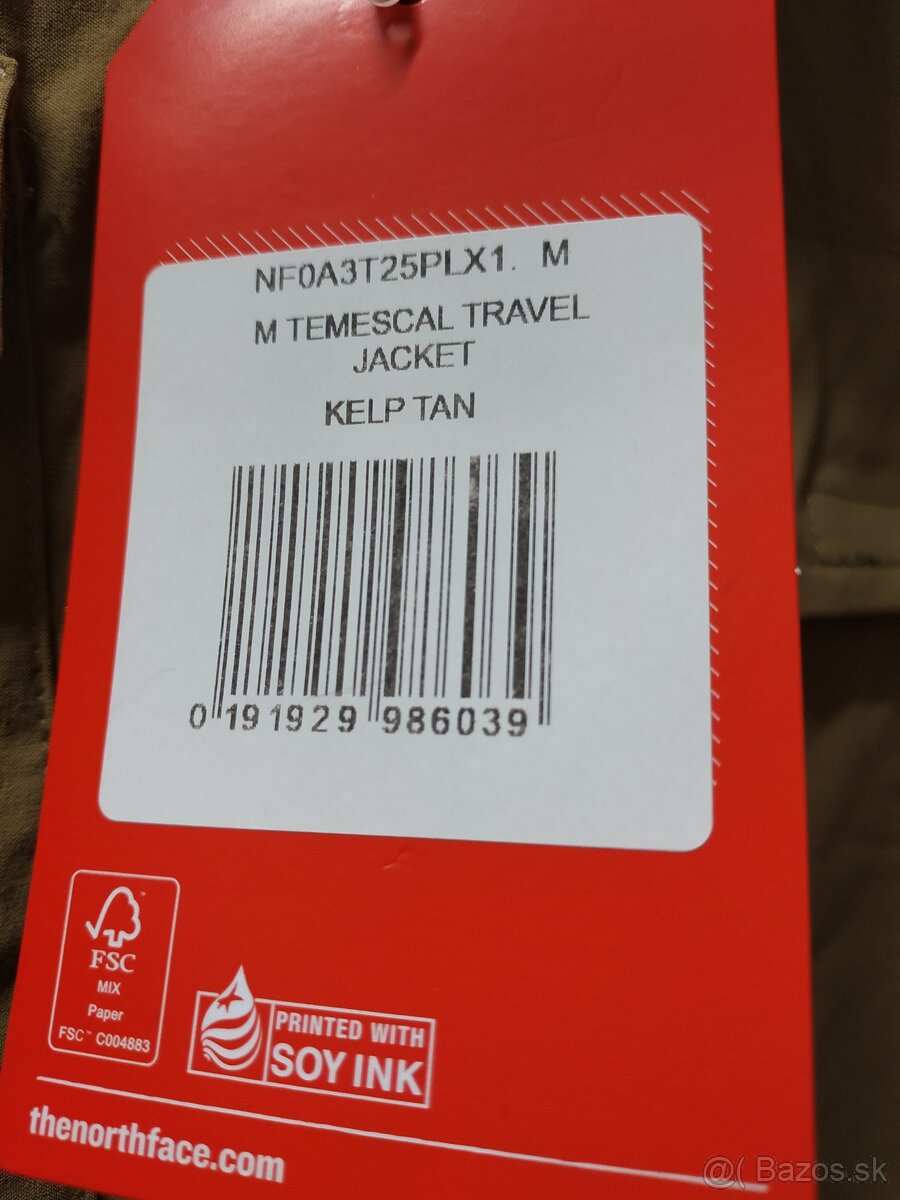 NF0A3T25PLX1. M
M TEMESCAL TRAVEL
JACKET
KELP TAN
0 191929 986039
FSC
MIX
Paper
FSC™ C004883
PRINTED WITH
SOY INK
thenorthface.com
@( Bazos.sk